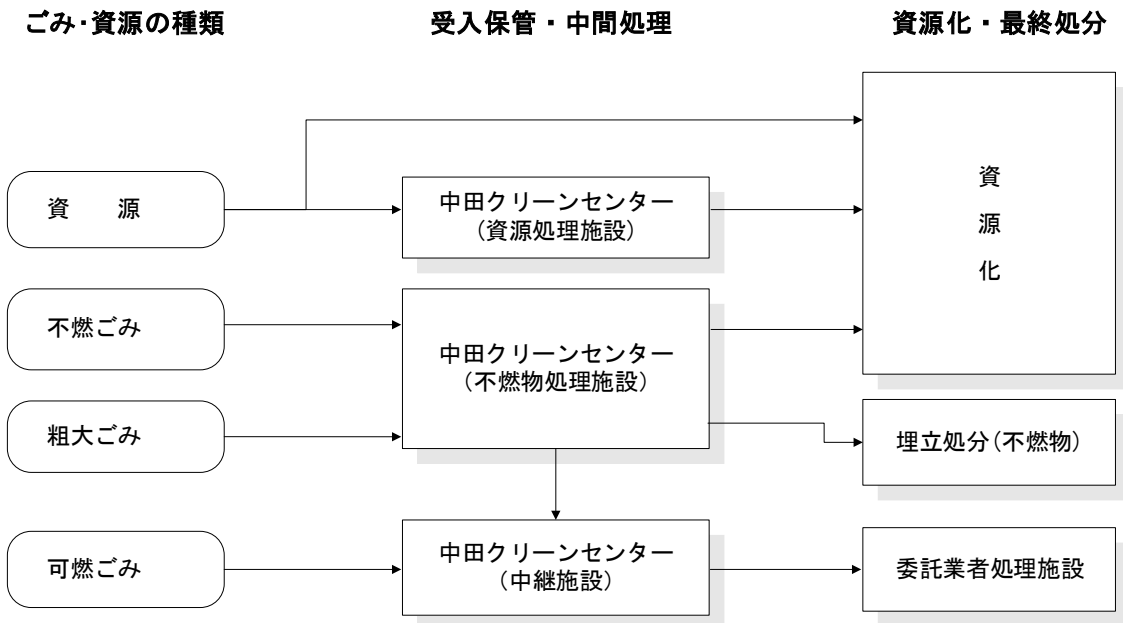 ごみ･資源の種類
受入保管・中間処理
資源化・最終処分
資　　源
中田クリーンセンター
(資源処理施設)
資
源
化
不燃ごみ
中田クリーンセンター
(不燃物処理施設)
粗大ごみ
埋立処分(不燃物)
可燃ごみ
中田クリーンセンター
(中継施設)
委託業者処理施設